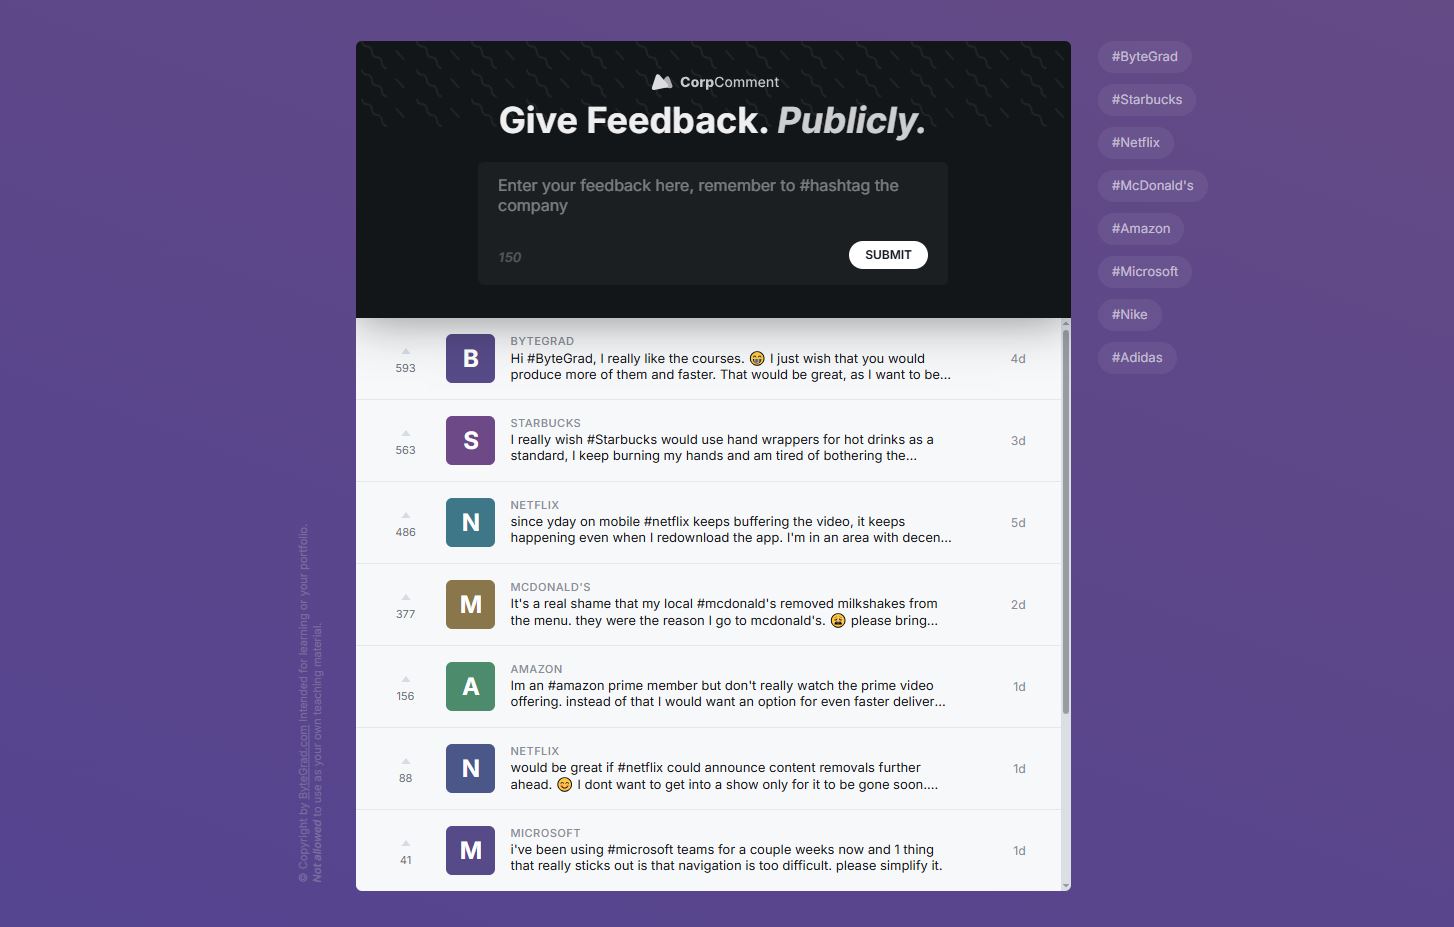 CorpComment
Give Feedback. Publicly.
Enter your feedback here, remember to #hashtag the
company
150
SUBMIT
593
B
BYTEGRAD
Hi #ByteGrad, I really like the courses. 😁 I just wish that you would
produce more of them and faster. That would be great, as I want to be...
4d
563
S
STARBUCKS
I really wish #Starbucks would use hand wrappers for hot drinks as a
standard, I keep burning my hands and am tired of bothering the...
3d
486
N
NETFLIX
since yday on mobile #netflix keeps buffering the video, it keeps
happening even when I redownload the app. I'm in an area with decen...
5d
377
M
MCDONALD'S
It's a real shame that my local #mcdonald's removed milkshakes from
the menu. they were the reason I go to mcdonald's. 😩 please bring...
2d
156
A
AMAZON
Im an #amazon prime member but don't really watch the prime video
offering. instead of that I would want an option for even faster deliver...
1d
88
N
NETFLIX
would be great if #netflix could announce content removals further
ahead. 😊 I dont want to get into a show only for it to be gone soon....
1d
41
M
MICROSOFT
i've been using #microsoft teams for a couple weeks now and 1 thing
that really sticks out is that navigation is too difficult. please simplify it.
1d
#ByteGrad
#Starbucks
#Netflix
#McDonald's
#Amazon
#Microsoft
#Nike
#Adidas
© Copyright by ByteGrad.com Intended for learning or your portfolio.
Not allowed to use as your own teaching material.